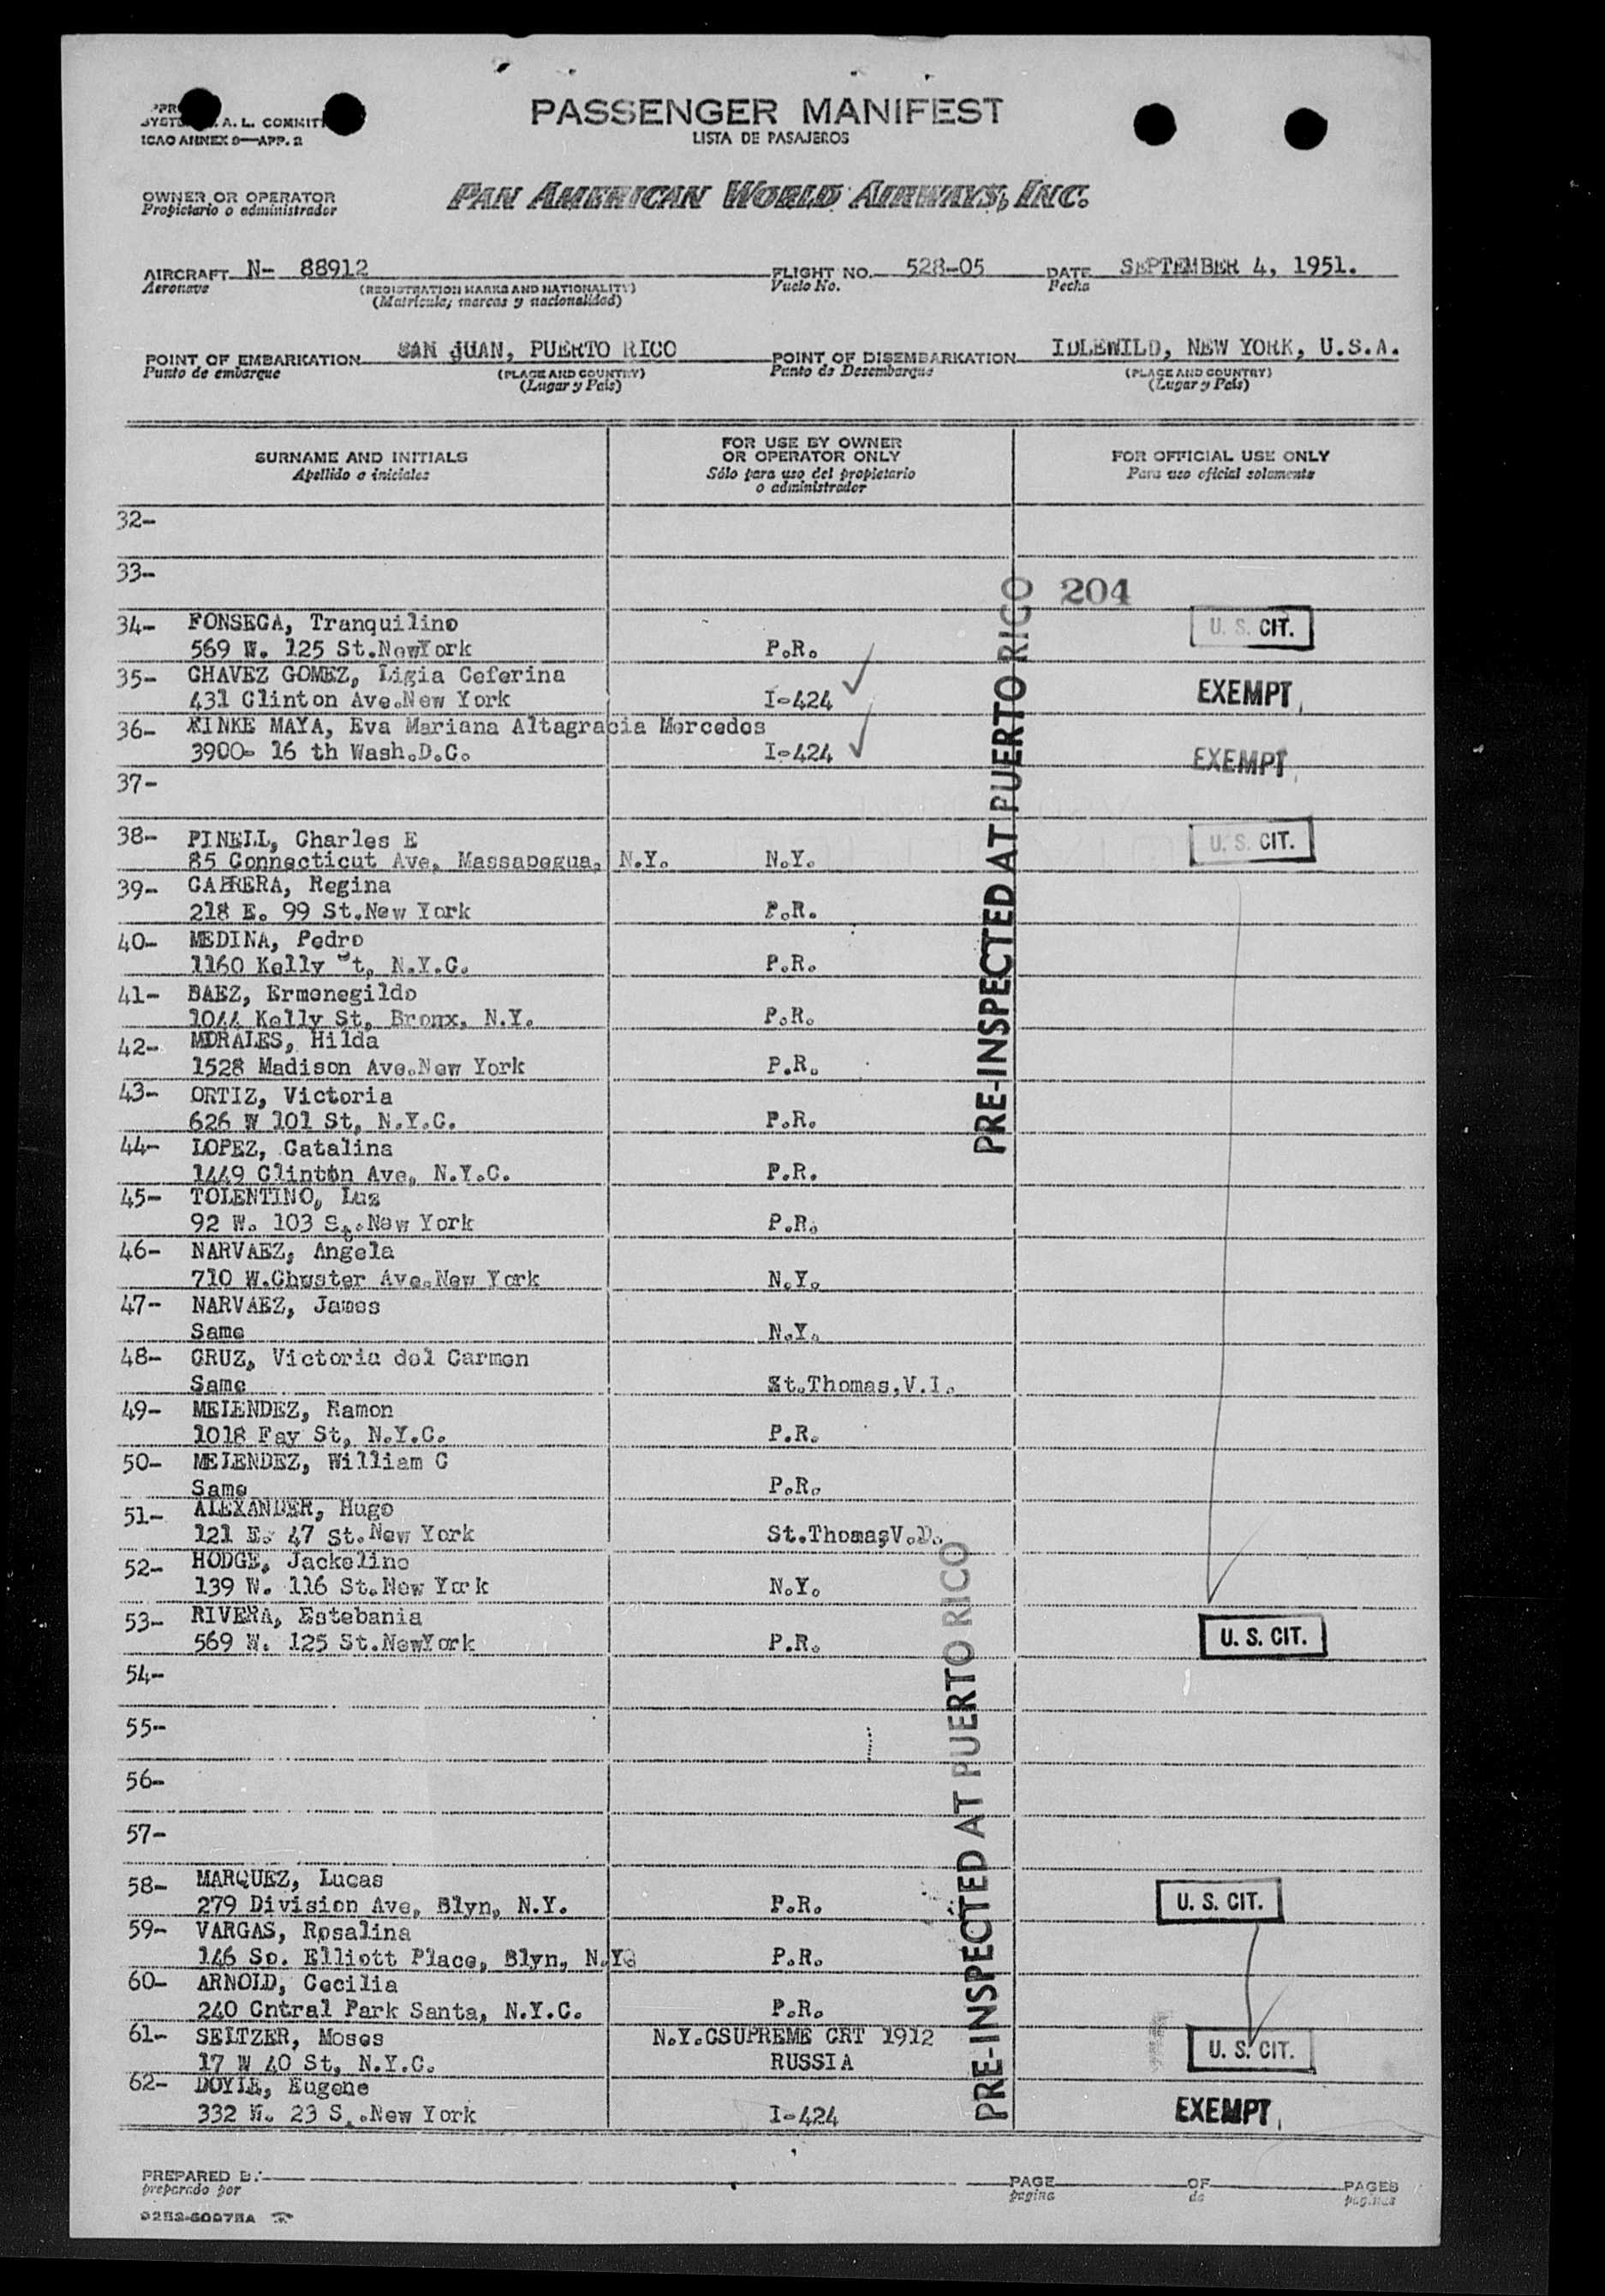 SYSTE A. L. COMMIT
ICAO ANNEX 9—APP. 2
PASSENGER MANIFEST
LISTA DE PASAJEROS
OWNER OR OPERATOR
Propietario o administrador
PAN AMERICAN WORLD AIRWAYS, INC.
AIRCRAFT N- 88912
Aeronave
(REGISTRATION MARKS AND NATIONALITY)
(Matrícula, marcas y nacionalidad)
FLIGHT NO. 528-05
Vuelo No.
DATE SEPTEMBER 4, 1951.
Fecha
POINT OF EMBARKATION SAN JUAN, PUERTO RICO
Punto de embarque
(PLACE AND COUNTRY)
(Lugar y País)
POINT OF DISEMBARKATION IDLEWILD, NEW YORK, U.S.A.
Punto de Desembarque
(PLACE AND COUNTRY)
(Lugar y País)
SURNAME AND INITIALS
Apellido e iniciales
FOR USE BY OWNER
OR OPERATOR ONLY
Sólo para uso del propietario
o administrador
FOR OFFICIAL USE ONLY
Para uso oficial solamente
32-
33-
204
34- FONSECA, Tranquilino
569 W. 125 St.NewYork P.R. U. S. CIT.
35- CHAVEZ GOMEZ, Ligia Ceferina
431 Clinton Ave.New York I-424 EXEMPT
36- KINKE MAYA, Eva Mariana Altagracia Mercedes
3900- 16 th Wash.D.C. I-424 EXEMPT
37-
38- PINELL, Charles E U. S. CIT.
85 Connecticut Ave, Massapegua, N.Y. N.Y.
39- CABRERA, Regina
218 E. 99 St.New York P.R.
40- MEDINA, Pedro
1160 Kelly St, N.Y.C. P.R.
41- BAEZ, Ermenegildo
1044 Kelly St, Bronx, N.Y. P.R.
42- MORALES, Hilda
1528 Madison Ave.New York P.R.
43- ORTIZ, Victoria
626 W 101 St, N.Y.C. P.R.
44- LOPEZ, Catalina
1449 Clinton Ave, N.Y.C. P.R.
45- TOLENTINO, Luz
92 W. 103 St.New York P.R.
46- NARVAEZ, Angela
710 W.Chwster Ave.New York N.Y.
47- NARVAEZ, James
Same N.Y.
48- CRUZ, Victoria del Carmen
Same St.Thomas,V.I.
49- MELENDEZ, Ramon
1018 Fay St, N.Y.C. P.R.
50- MELENDEZ, William C
Same P.R.
51- ALEXANDER, Hugo
121 E. 47 St.New York St.Thomas,V.I.
52- HODGE, Jackeline
139 W. 116 St.New York N.Y.
53- RIVERA, Estebania
569 W. 125 St.NewYork P.R. U. S. CIT.
54-
55-
56-
57-
58- MARQUEZ, Lucas
279 Division Ave, Blyn, N.Y. P.R. U. S. CIT.
59- VARGAS, Rosalina
146 So. Elliott Place, Blyn, N.Y. P.R.
60- ARNOLD, Cecilia
240 Cntral Park Santa, N.Y.C. P.R.
61- SELTZER, Moses N.Y.CSUPREME CRT 1912
17 W 40 St, N.Y.C. RUSSIA U. S. CIT.
62- DOYLE, Eugene
332 W. 23 S .New York I-424 EXEMPT
PRE-INSPECTED AT PUERTO RICO
PRE-INSPECTED AT PUERTO RICO
PREPARED BY
preparado por
PAGE
pagina
OF
de
PAGES
paginas